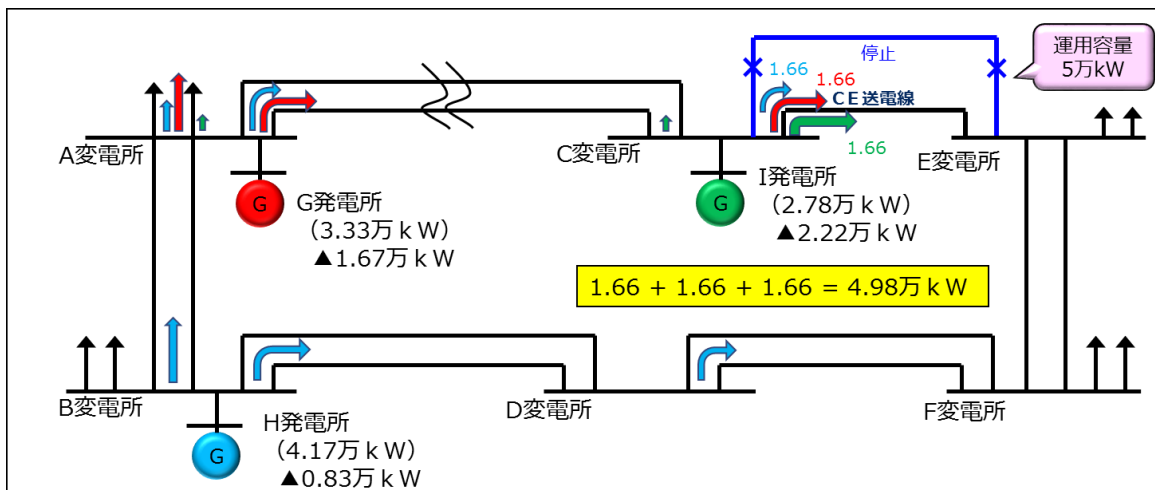 運用容量
5万kW
停止
1.66
1.66
CE送電線
1.66
A変電所
C変電所
E変電所
G
G発電所
(3.33万kW)
▲1.67万kW
G
I発電所
(2.78万kW)
▲2.22万kW
1.66 + 1.66 + 1.66 = 4.98万kW
B変電所
D変電所
F変電所
G
H発電所
(4.17万kW)
▲0.83万kW